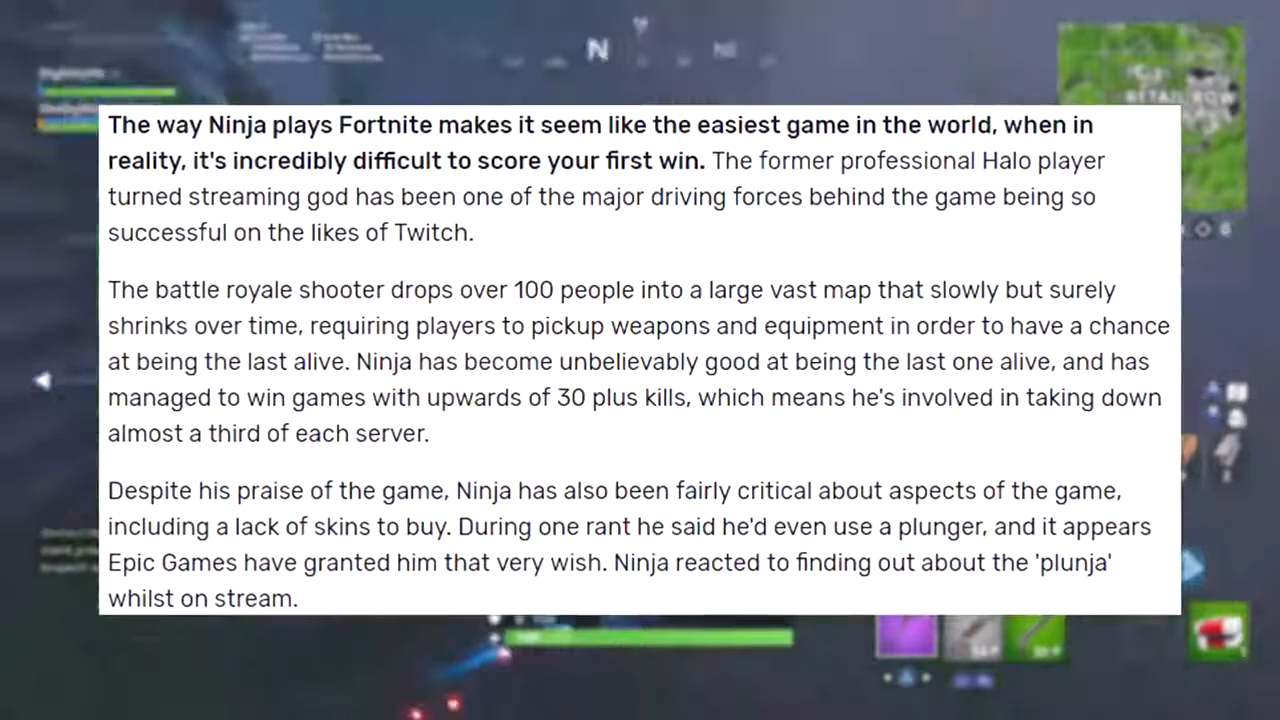 N
NE
RETAIL ROW
The way Ninja plays Fortnite makes it seem like the easiest game in the world, when in
reality, it's incredibly difficult to score your first win. The former professional Halo player
turned streaming god has been one of the major driving forces behind the game being so
successful on the likes of Twitch.
The battle royale shooter drops over 100 people into a large vast map that slowly but surely
shrinks over time, requiring players to pickup weapons and equipment in order to have a chance
at being the last alive. Ninja has become unbelievably good at being the last one alive, and has
managed to win games with upwards of 30 plus kills, which means he's involved in taking down
almost a third of each server.
Despite his praise of the game, Ninja has also been fairly critical about aspects of the game,
including a lack of skins to buy. During one rant he said he'd even use a plunger, and it appears
Epic Games have granted him that very wish. Ninja reacted to finding out about the 'plunja'
whilst on stream.